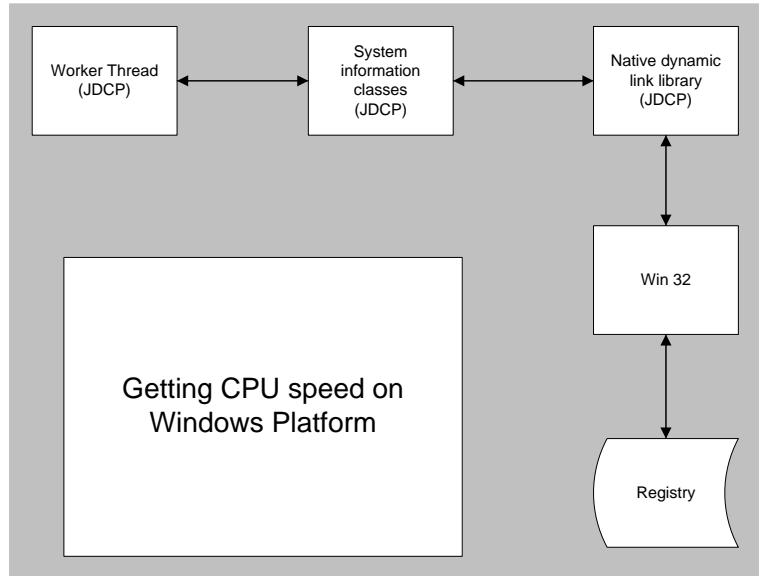 Worker Thread
(JDCP)
System
information
classes
(JDCP)
Native dynamic
link library
(JDCP)
Win 32
Getting CPU speed on
Windows Platform
Registry